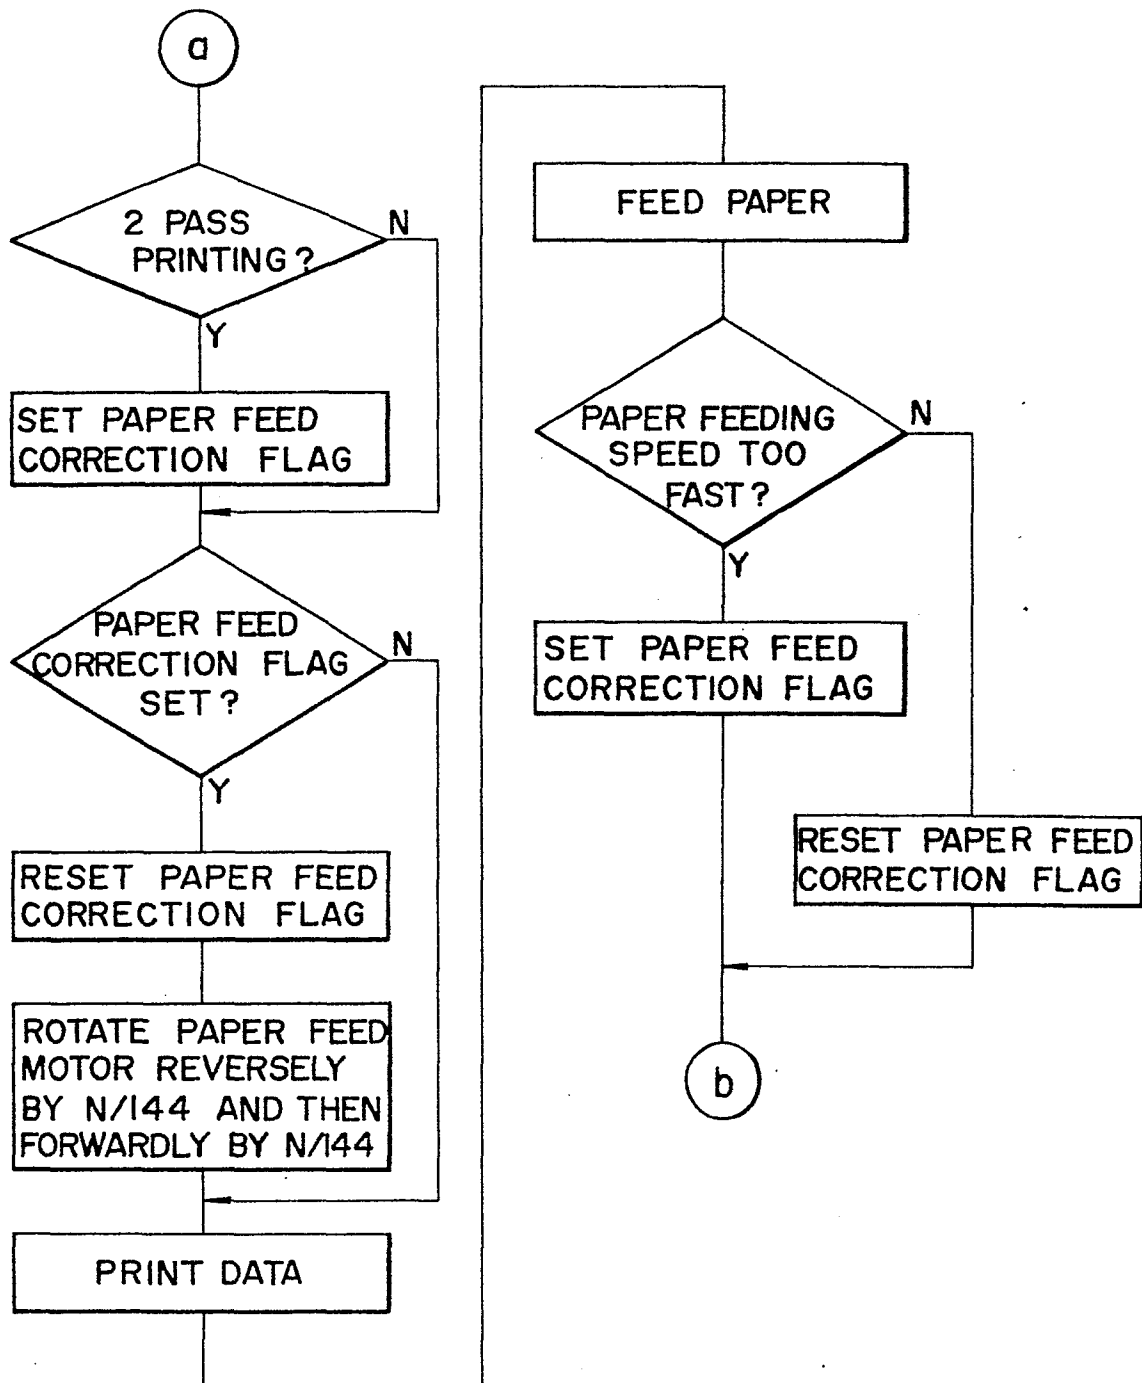 a
2 PASS
PRINTING?
N
Y
SET PAPER FEED
CORRECTION FLAG
PAPER FEED
CORRECTION FLAG
SET?
N
Y
RESET PAPER FEED
CORRECTION FLAG
ROTATE PAPER FEED
MOTOR REVERSELY
BY N/144 AND THEN
FORWARDLY BY N/144
PRINT DATA
FEED PAPER
PAPER FEEDING
SPEED TOO
FAST?
N
Y
SET PAPER FEED
CORRECTION FLAG
RESET PAPER FEED
CORRECTION FLAG
b